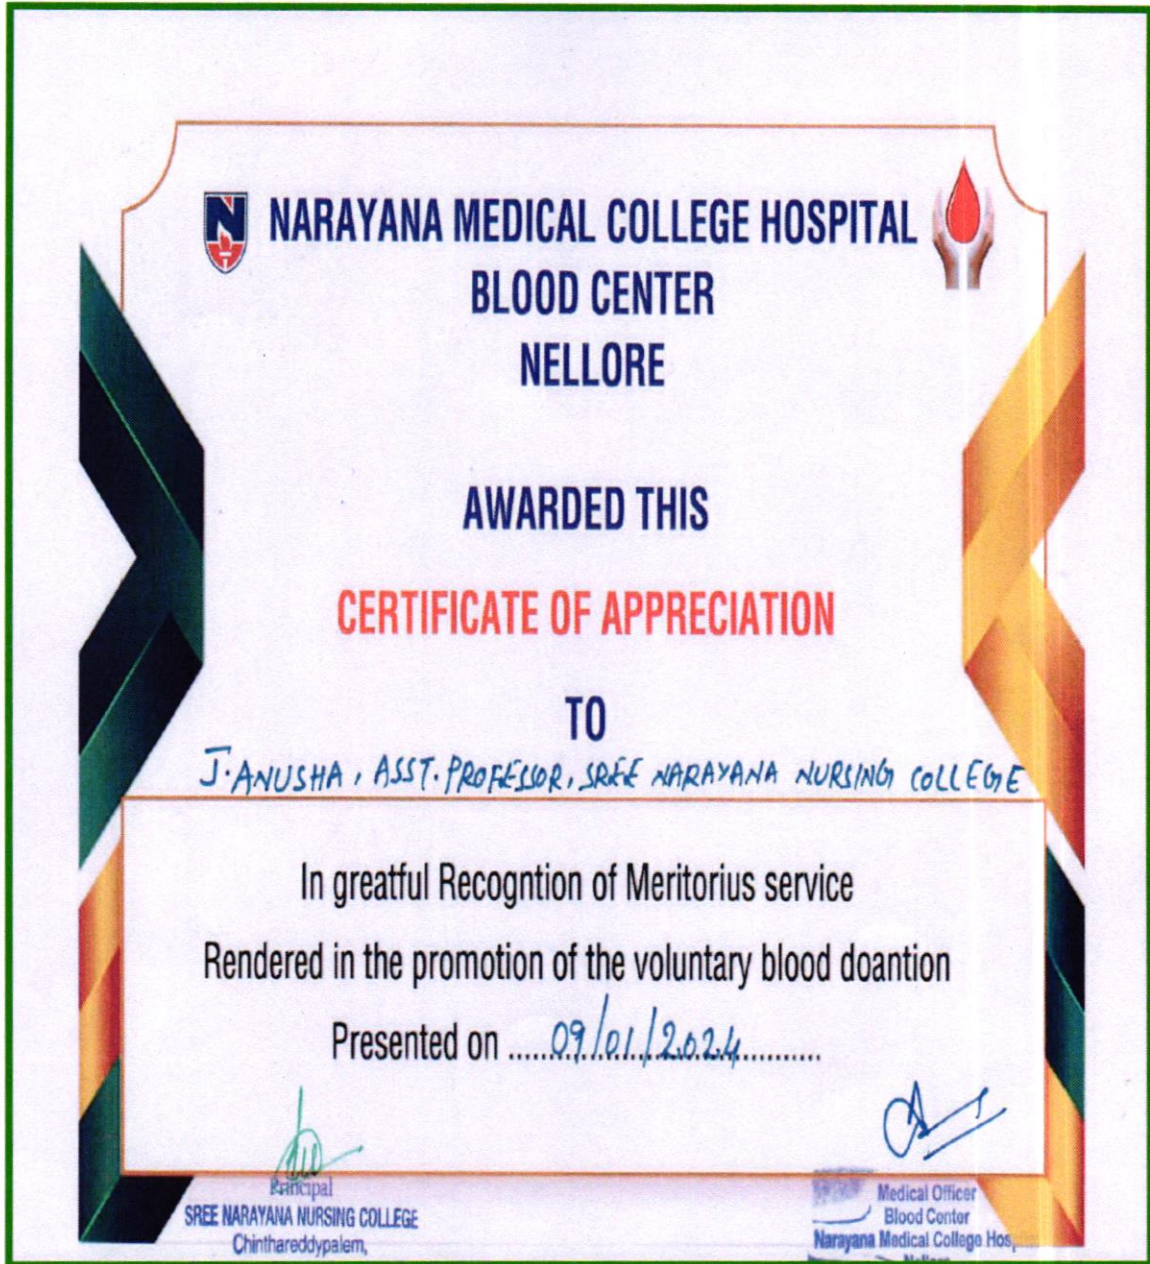 N
NARAYANA MEDICAL COLLEGE HOSPITAL
BLOOD CENTER
NELLORE
AWARDED THIS
CERTIFICATE OF APPRECIATION
TO
J. ANUSHA, ASST. PROFESSOR, SREE NARAYANA NURSING COLLEGE
In greatful Recogntion of Meritorius service
Rendered in the promotion of the voluntary blood doantion
Presented on ....09/01/2024....
Principal
SREE NARAYANA NURSING COLLEGE
Chinthareddypalem,
Medical Officer
Blood Center
Narayana Medical College Hos
Nellore